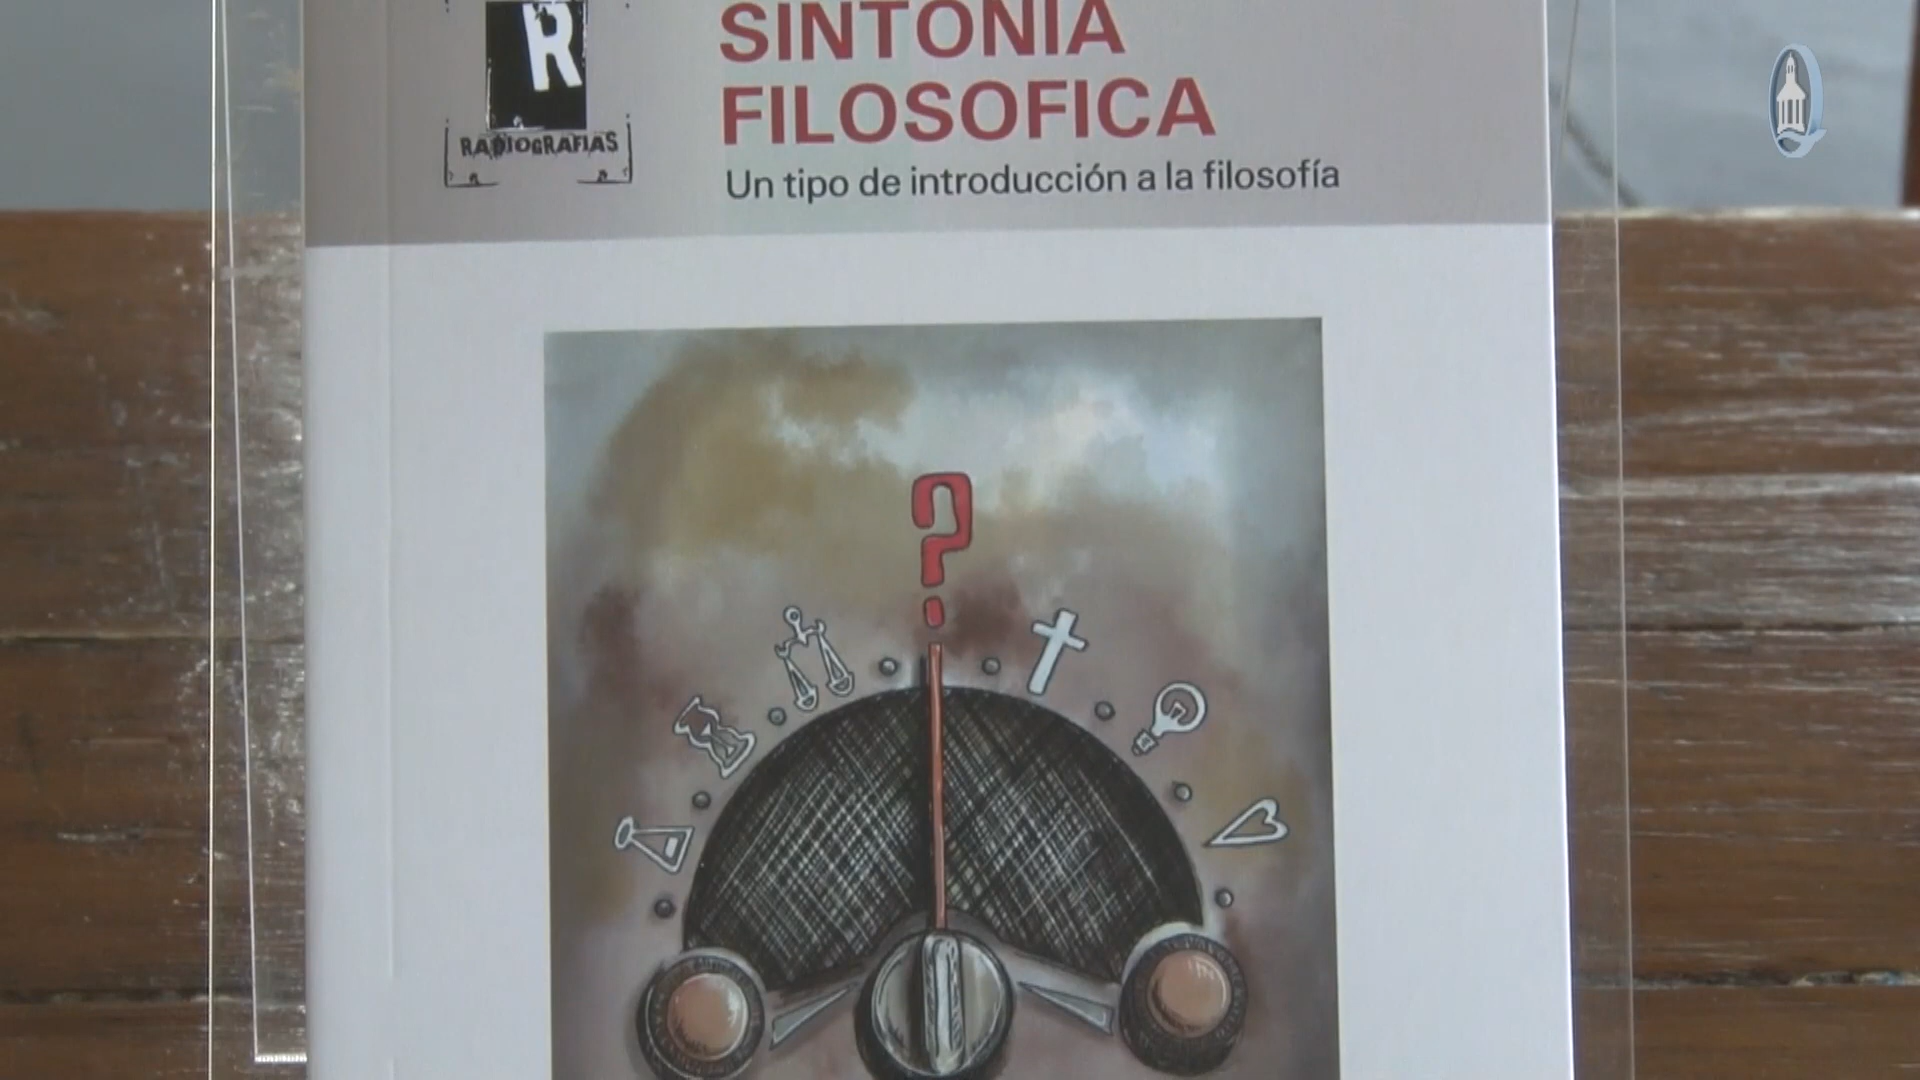 R
RADIOGRAFIAS
SINTONIA
FILOSOFICA
Un tipo de introducción a la filosofía
?